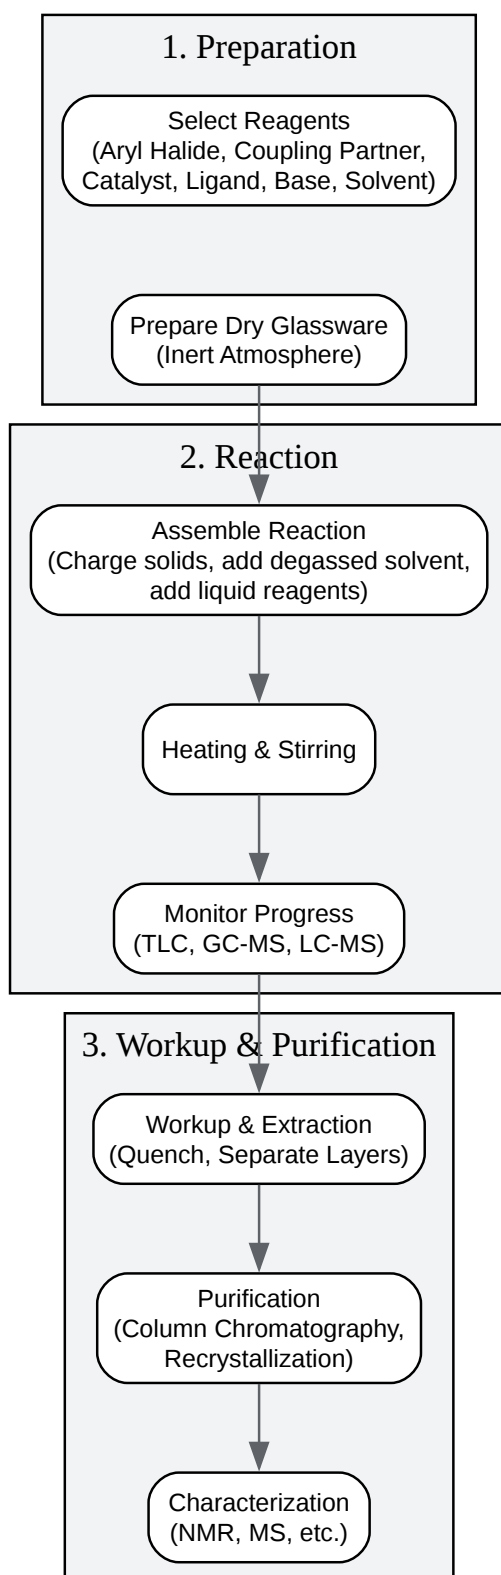 1. Preparation
Select Reagents
(Aryl Halide, Coupling Partner,
Catalyst, Ligand, Base, Solvent)
Prepare Dry Glassware
(Inert Atmosphere)
2. Reaction
Assemble Reaction
(Charge solids, add degassed solvent,
add liquid reagents)
Heating & Stirring
Monitor Progress
(TLC, GC-MS, LC-MS)
3. Workup & Purification
Workup & Extraction
(Quench, Separate Layers)
Purification
(Column Chromatography,
Recrystallization)
Characterization
(NMR, MS, etc.)